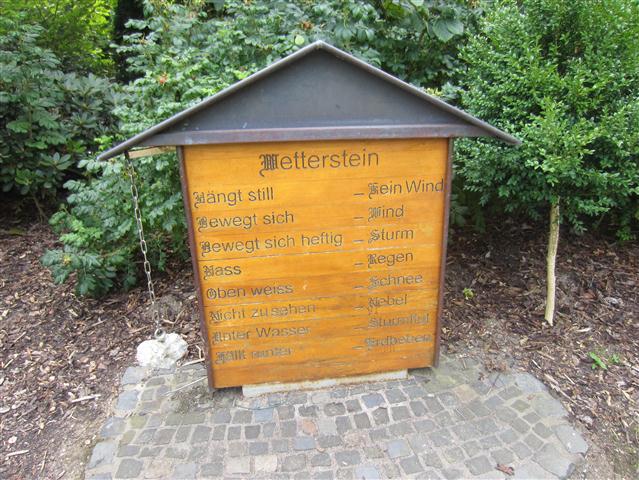 Wetterstein
Hängt still – Kein Wind
Bewegt sich – Wind
Bewegt sich heftig – Sturm
Nass – Regen
Oben weiss – Schnee
Nicht zu sehen – Nebel
Unter Wasser – Sturmflut
Fällt runter – Erdbeben